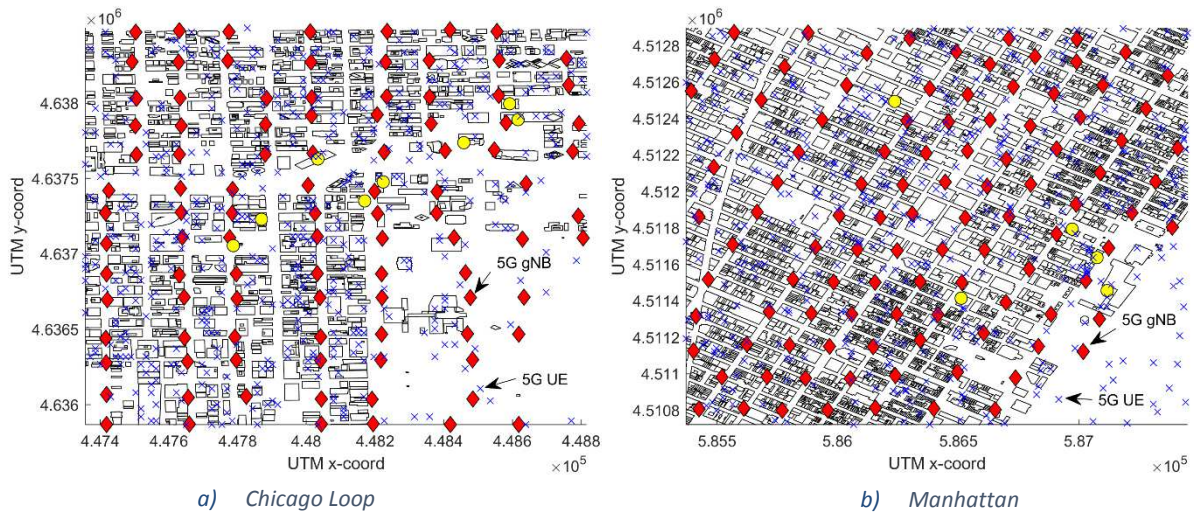 ×10⁶
4.638
4.6375
4.637
4.6365
4.636
UTM y-coord
5G gNB
5G UE
4.474 4.476 4.478 4.48 4.482 4.484 4.486 4.488
UTM x-coord
×10⁵
a) Chicago Loop
×10⁶
4.5128
4.5126
4.5124
4.5122
4.512
4.5118
4.5116
4.5114
4.5112
4.511
4.5108
UTM y-coord
5G gNB
5G UE
5.855 5.86 5.865 5.87
UTM x-coord
×10⁵
b) Manhattan